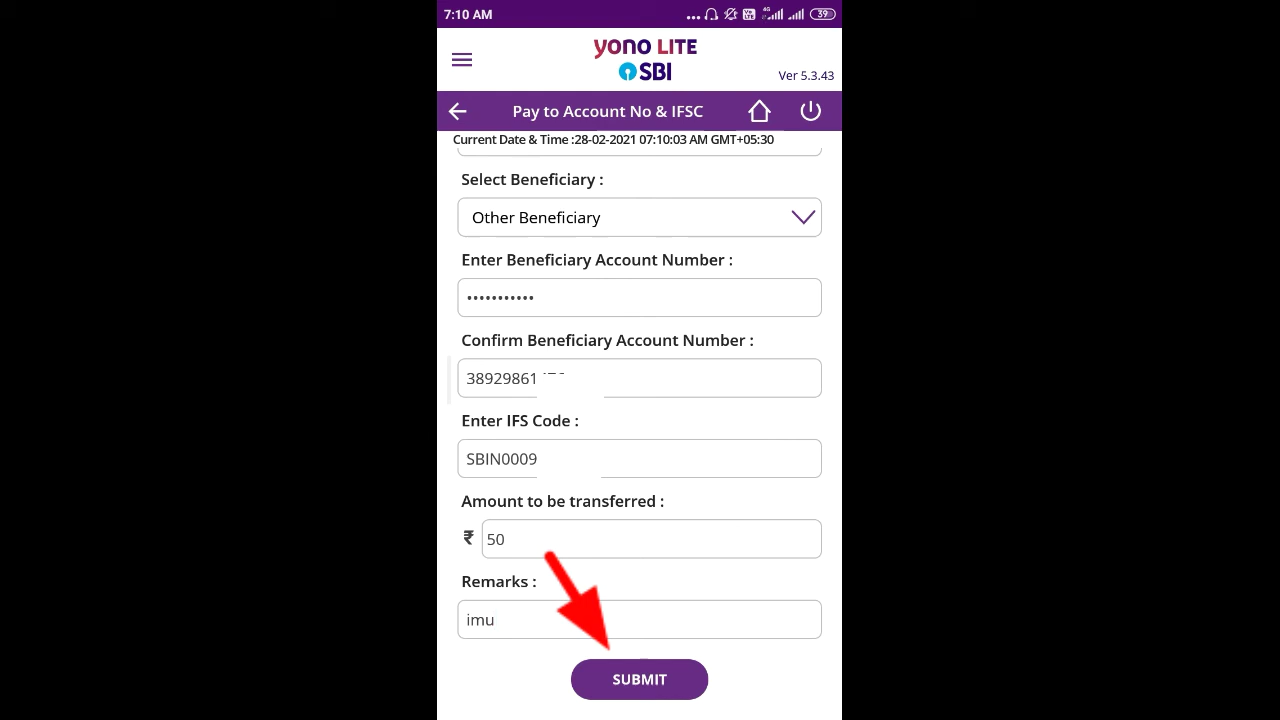 7:10 AM
4G
39
yono LITE
SBI
Ver 5.3.43
Pay to Account No & IFSC
Current Date & Time :28-02-2021 07:10:03 AM GMT+05:30
Select Beneficiary :
Other Beneficiary
Enter Beneficiary Account Number :
•••••••••••
Confirm Beneficiary Account Number :
38929861
Enter IFS Code :
SBIN0009
Amount to be transferred :
₹ 50
Remarks :
imu
SUBMIT